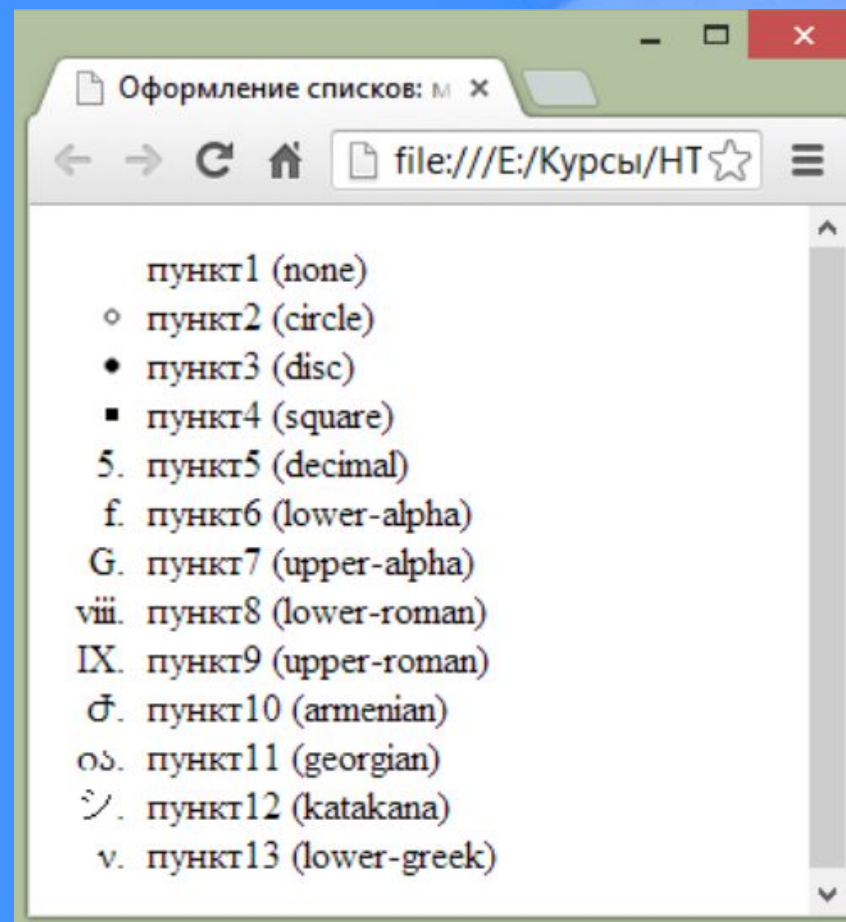 Оформление списков: м
file:///E:/Курсы/HT
пункт1 (none)
пункт2 (circle)
пункт3 (disc)
пункт4 (square)
5. пункт5 (decimal)
f. пункт6 (lower-alpha)
G. пункт7 (upper-alpha)
viii. пункт8 (lower-roman)
IX. пункт9 (upper-roman)
Ժ. пункт10 (armenian)
ია. пункт11 (georgian)
シ. пункт12 (katakana)
ν. пункт13 (lower-greek)